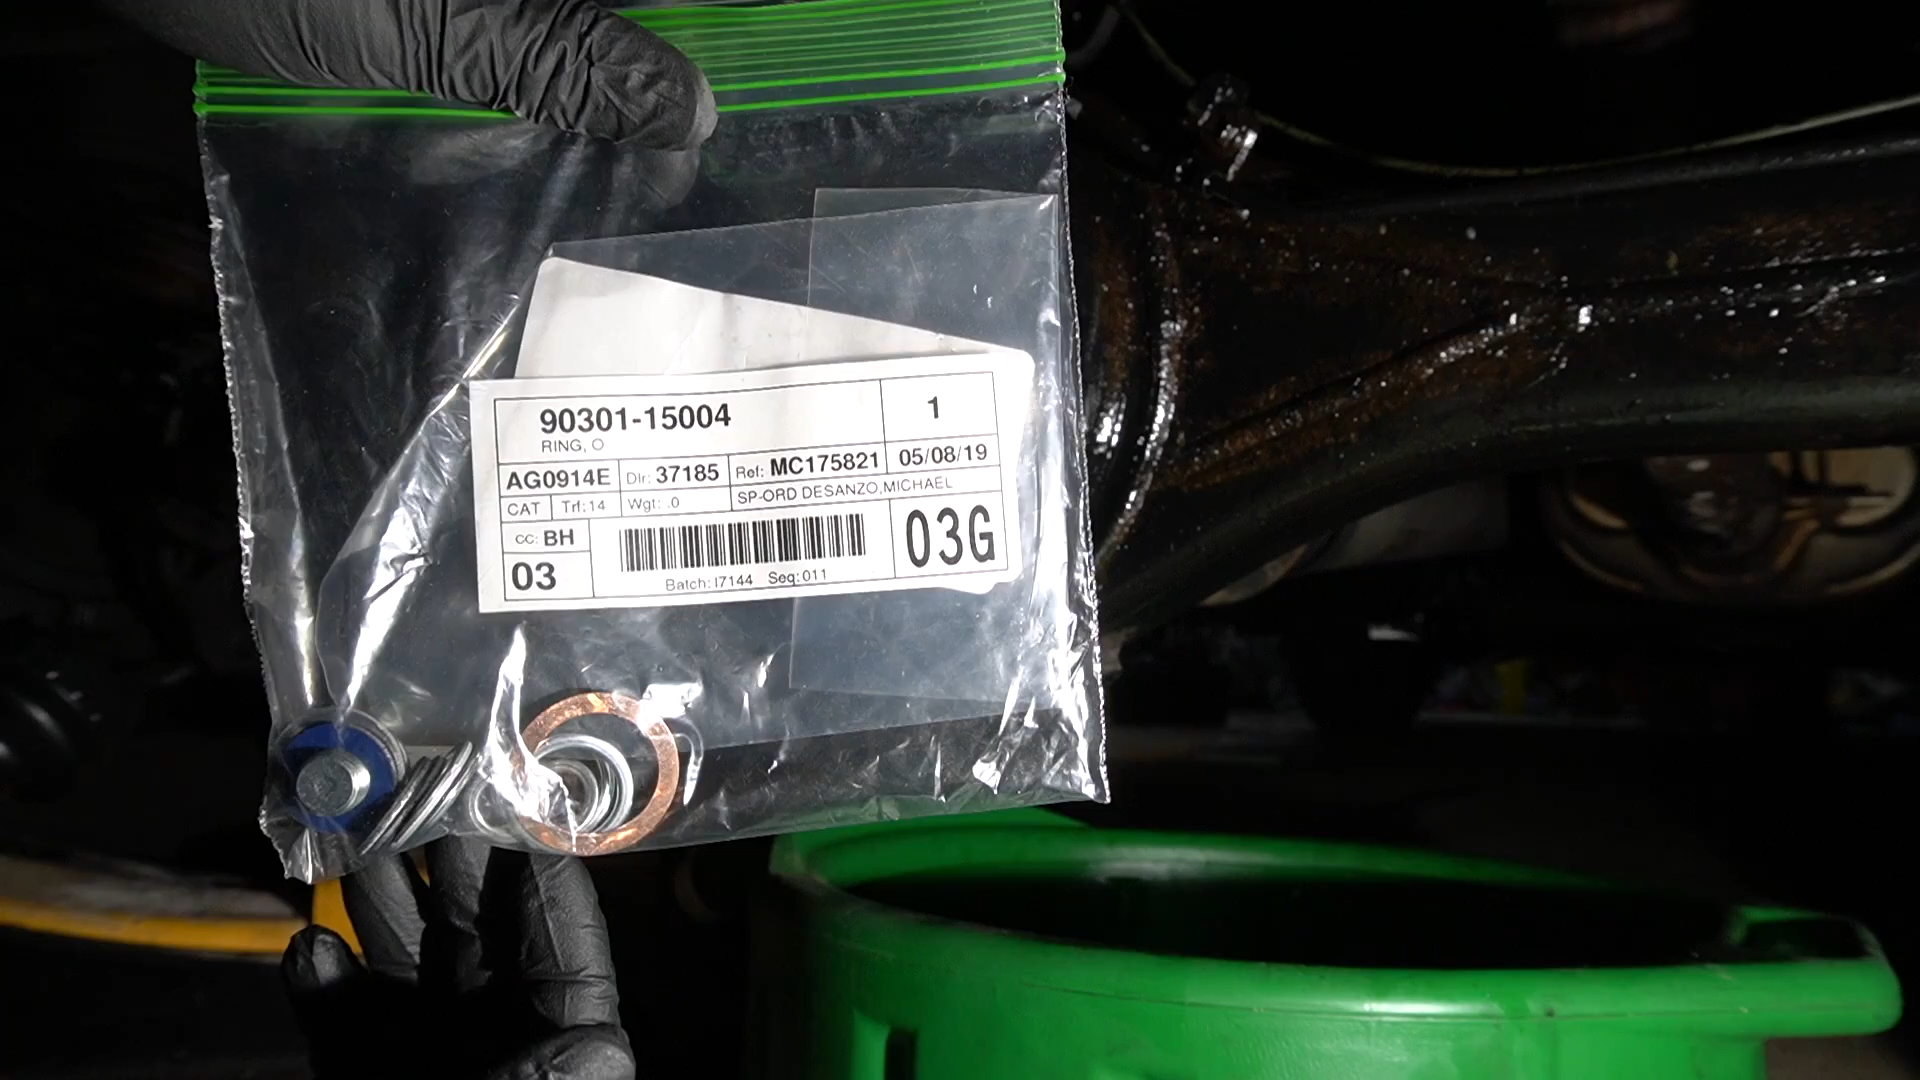 90301-15004 1
RING, O
AG0914E Dlr: 37185 Ref: MC175821 05/08/19
CAT Trf: 14 Wgt: .0 SP-ORD DESANZO,MICHAEL
CC: BH 03G
03
Batch: I7144 Seq: 011